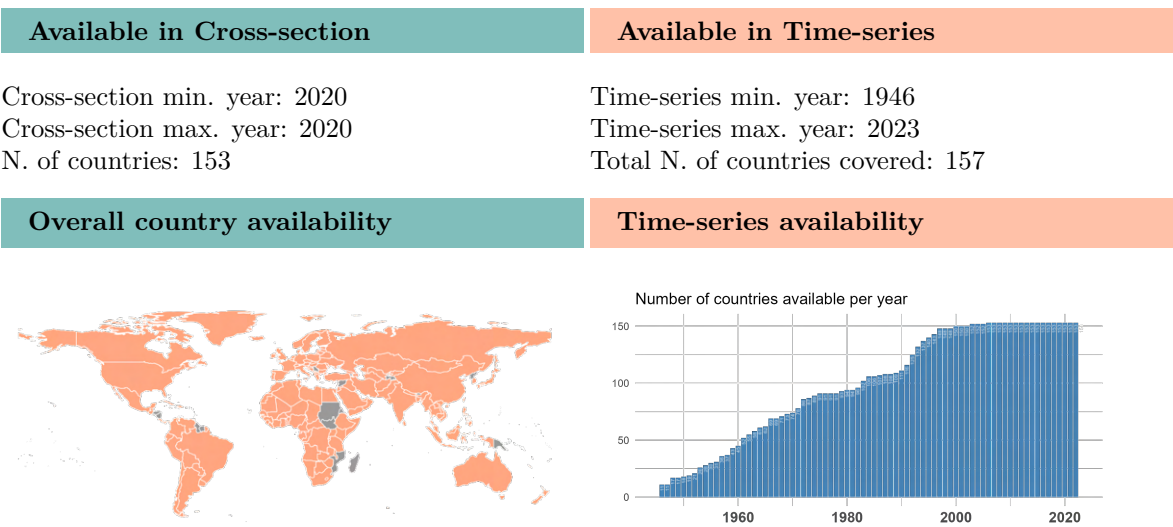 Available in Cross-section
Available in Time-series
Cross-section min. year: 2020
Cross-section max. year: 2020
N. of countries: 153
Time-series min. year: 1946
Time-series max. year: 2023
Total N. of countries covered: 157
Overall country availability
Time-series availability
Number of countries available per year
150
100
50
0
1960 1980 2000 2020